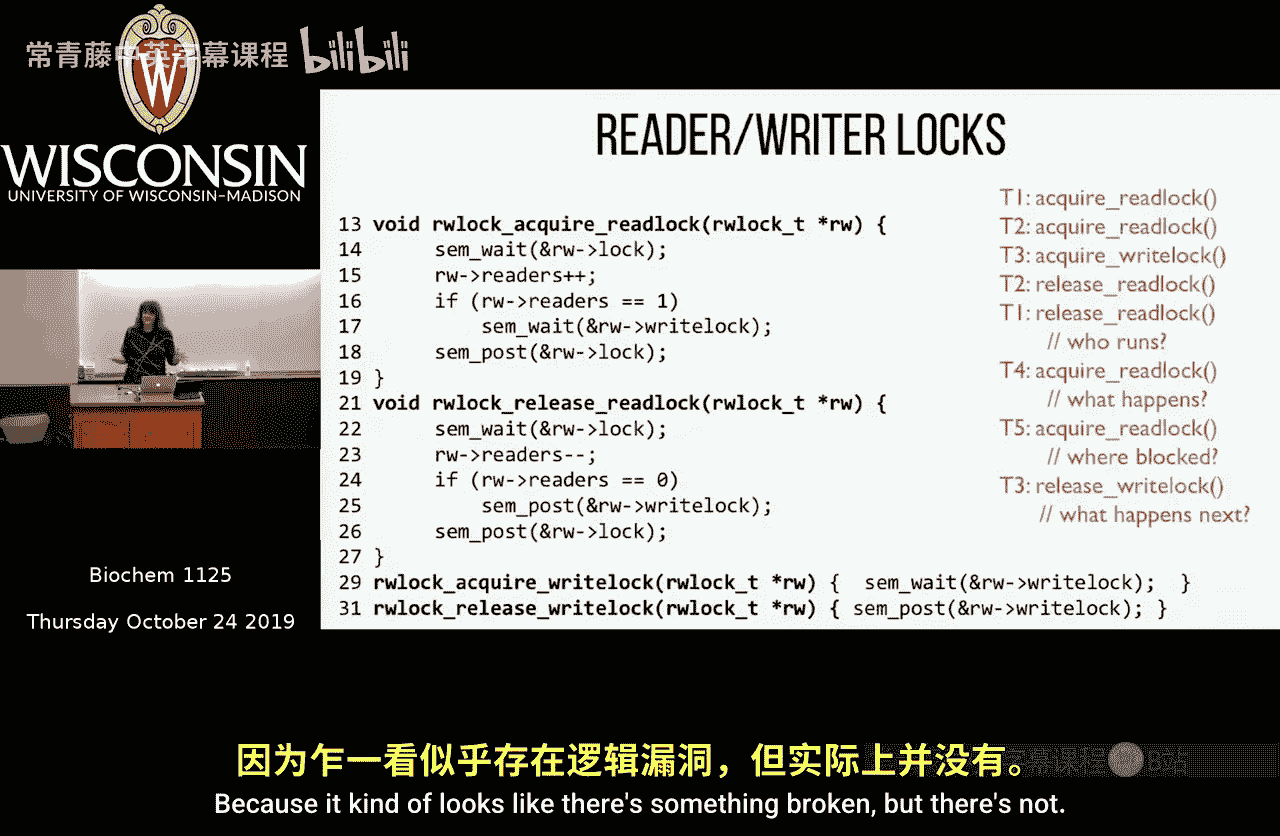 常青藤中英字幕课程 bilibili
W
WISCONSIN
UNIVERSITY OF WISCONSIN–MADISON
READER/WRITER LOCKS
13 void rwlock_acquire_readlock(rwlock_t *rw) {
14 sem_wait(&rw->lock);
15 rw->readers++;
16 if (rw->readers == 1)
17 sem_wait(&rw->writelock);
18 sem_post(&rw->lock);
19 }
21 void rwlock_release_readlock(rwlock_t *rw) {
22 sem_wait(&rw->lock);
23 rw->readers--;
24 if (rw->readers == 0)
25 sem_post(&rw->writelock);
26 sem_post(&rw->lock);
27 }
29 rwlock_acquire_writelock(rwlock_t *rw) { sem_wait(&rw->writelock); }
31 rwlock_release_writelock(rwlock_t *rw) { sem_post(&rw->writelock); }
T1: acquire_readlock()
T2: acquire_readlock()
T3: acquire_writelock()
T2: release_readlock()
T1: release_readlock()
// who runs?
T4: acquire_readlock()
// what happens?
T5: acquire_readlock()
// where blocked?
T3: release_writelock()
// what happens next?
Biochem 1125
Thursday October 24 2019
因为乍一看似乎存在逻辑漏洞，但实际上并没有。
字幕课程
B站
Because it kind of looks like there's something broken, but there's not.